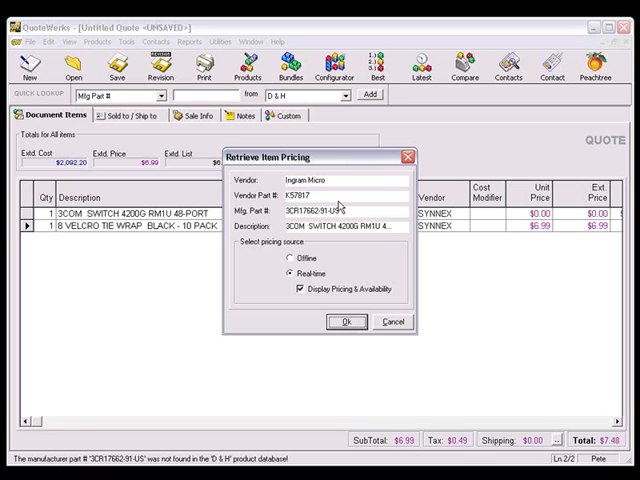 QuoteWorks - [Untitled Quote <UNSAVED>]
File Edit View Products Tools Contacts Reports Utilities Window Help
New Open Save Revision Print Products Bundles Configurator Best Latest Compare Contacts Contact Peachtree
QUICK LOOKUP Mfg Part # from D & H Add
Document Items Sold to / Ship to Sale Info Notes Custom
Totals for All items
Extd. Cost Extd. Price Extd. List
$2,092.20 $6.99
QUOTE
Retrieve Item Pricing
Vendor: Ingram Micro
Vendor Part #: K57817
Mfg. Part #: 3CR17662-91-US
Description: 3COM SWITCH 4200G RM1U 4...
Select pricing source
Offline
Real-time
Display Pricing & Availability
Ok Cancel
Qty Description Vendor Cost Modifier Unit Price Ext. Price
1 3COM SWITCH 4200G RM1U 48-PORT SYNNEX $0.00 $0.00
1 8 VELCRO TIE WRAP BLACK - 10 PACK SYNNEX $6.99 $6.99
SubTotal: $6.99 Tax: $0.49 Shipping: $0.00 ... Total: $7.48
The manufacturer part # '3CR17662-91-US' was not found in the 'D & H' product database!
Ln 2/2 Pete